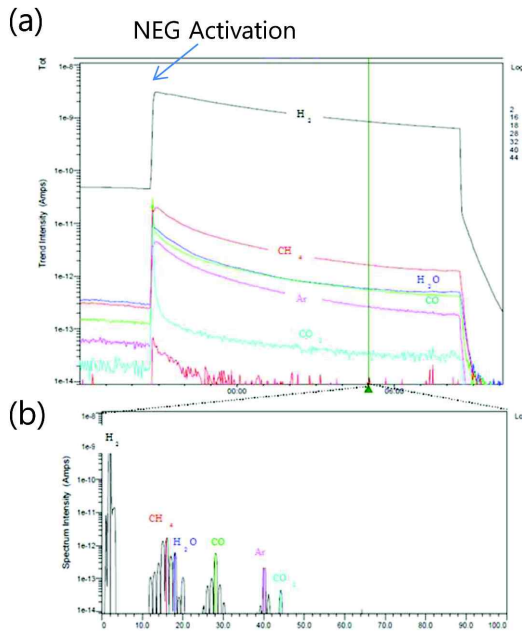 (a)
NEG Activation
Tot
Log
1e-8
1e-9
1e-10
1e-11
1e-12
1e-13
1e-14
Trend Intensity (Amps)
2
16
18
28
32
40
44
H2
CH4
H2O
CO
Ar
CO2
00:00
06:00
(b)
Lo
1e-8
1e-9
1e-10
1e-11
1e-12
1e-13
1e-14
Spectrum Intensity (Amps)
H2
CH4
H2O
CO
Ar
CO2
0.0
10.0
20.0
30.0
40.0
50.0
60.0
70.0
80.0
90.0
100.0